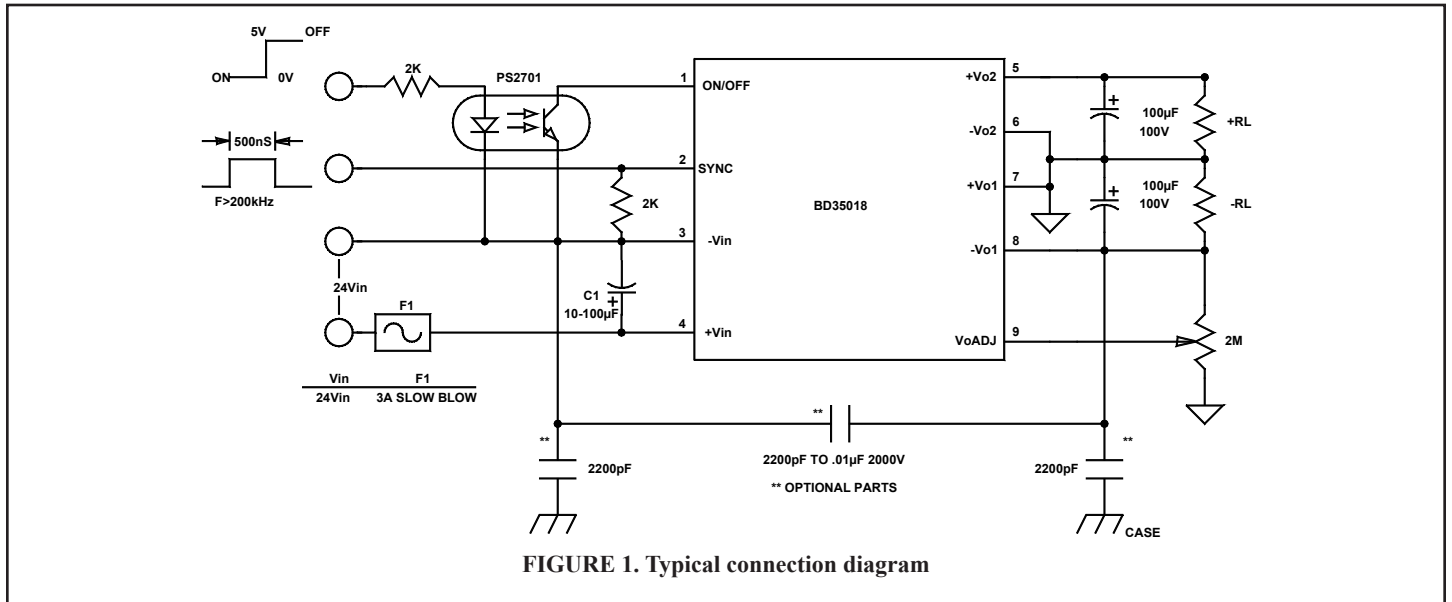 5V OFF
ON 0V
2K
PS2701
500nS
F>200kHz
1 ON/OFF
2 SYNC
2K
3 -Vin
24Vin
C1
+
10-100µF
F1
4 +Vin
Vin F1
24Vin 3A SLOW BLOW
BD35018
+Vo2 5
-Vo2 6
+Vo1 7
-Vo1 8
VoADJ 9
+
100µF
100V
+RL
+
100µF
100V
-RL
2M
**
2200pF
**
2200pF TO .01µF 2000V
** OPTIONAL PARTS
**
2200pF
CASE
FIGURE 1. Typical connection diagram